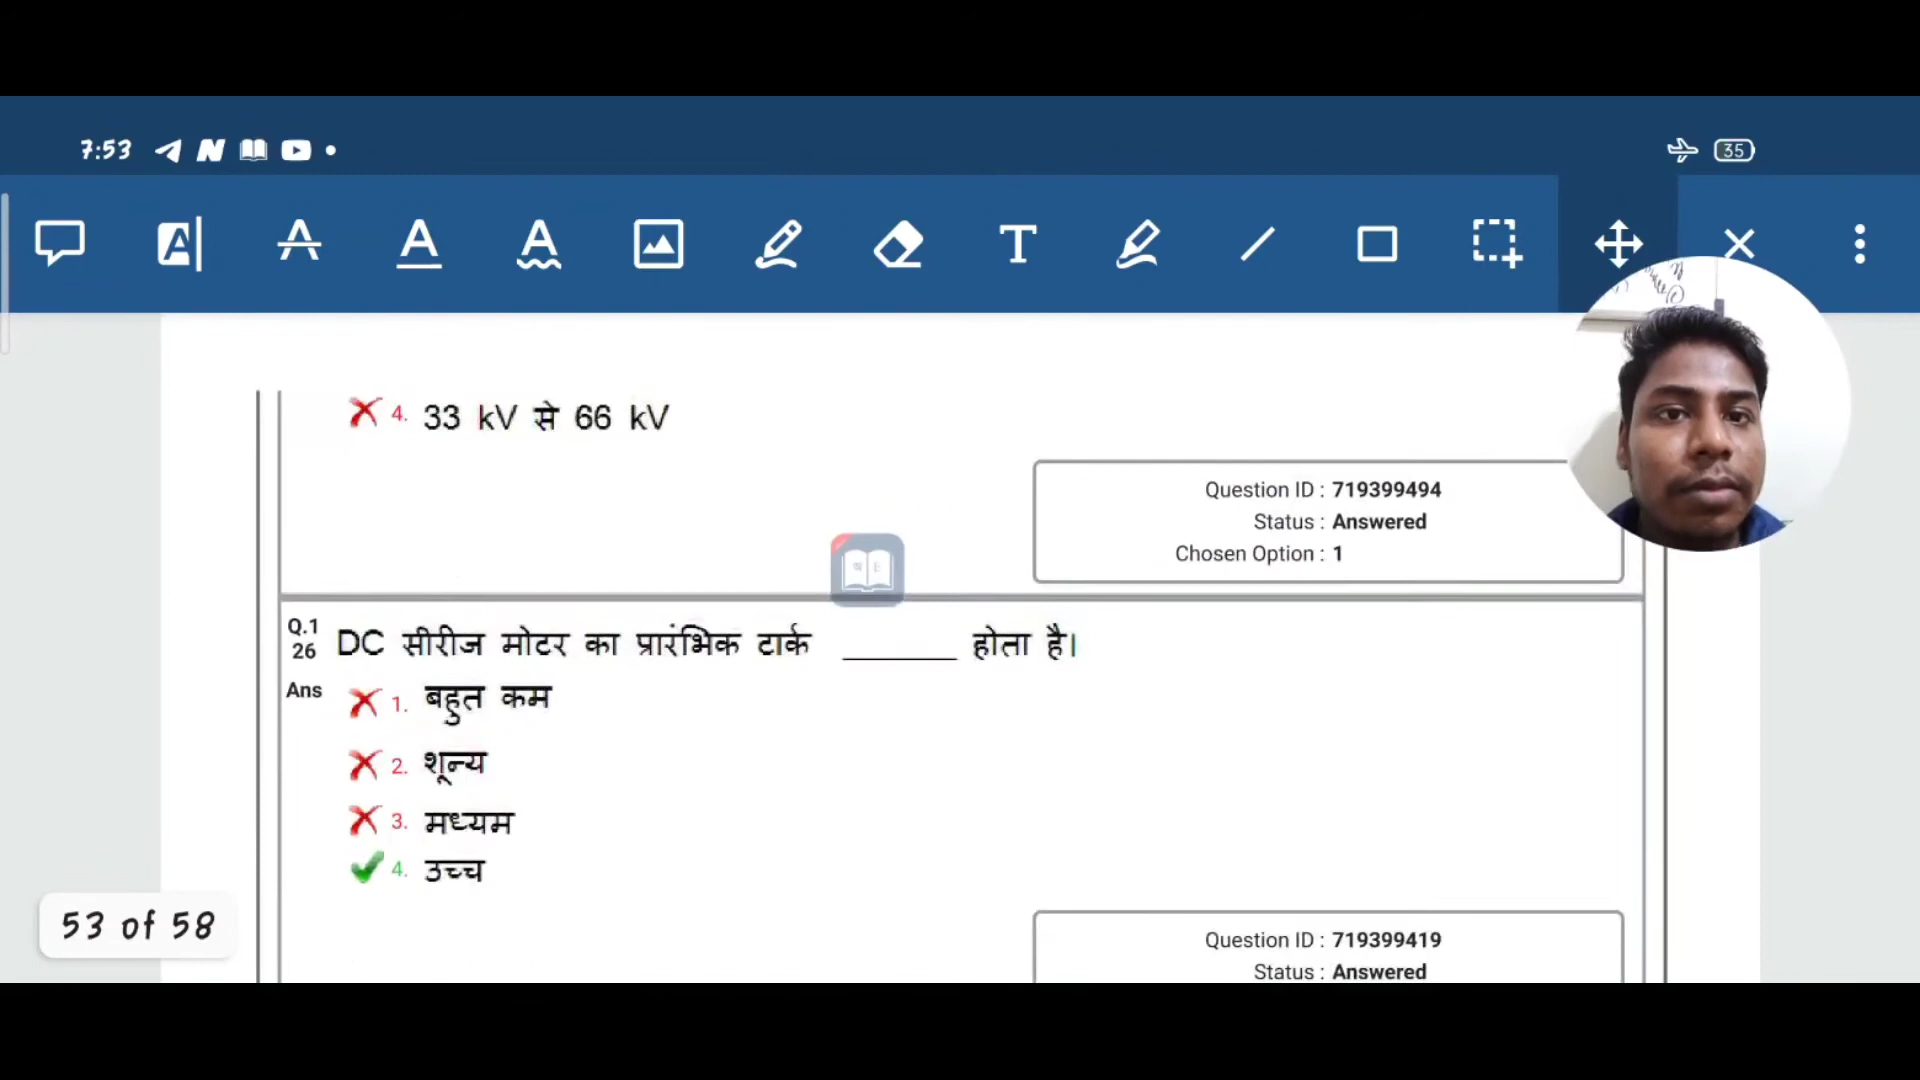 7:53
35
A
A
A
A
T
4. 33 kV से 66 kV
Question ID : 719399494
Status : Answered
Chosen Option : 1
Q.1
26
DC सीरीज मोटर का प्रारंभिक टार्क ________ होता है।
Ans
1. बहुत कम
2. शून्य
3. मध्यम
4. उच्च
53 of 58
Question ID : 719399419
Status : Answered